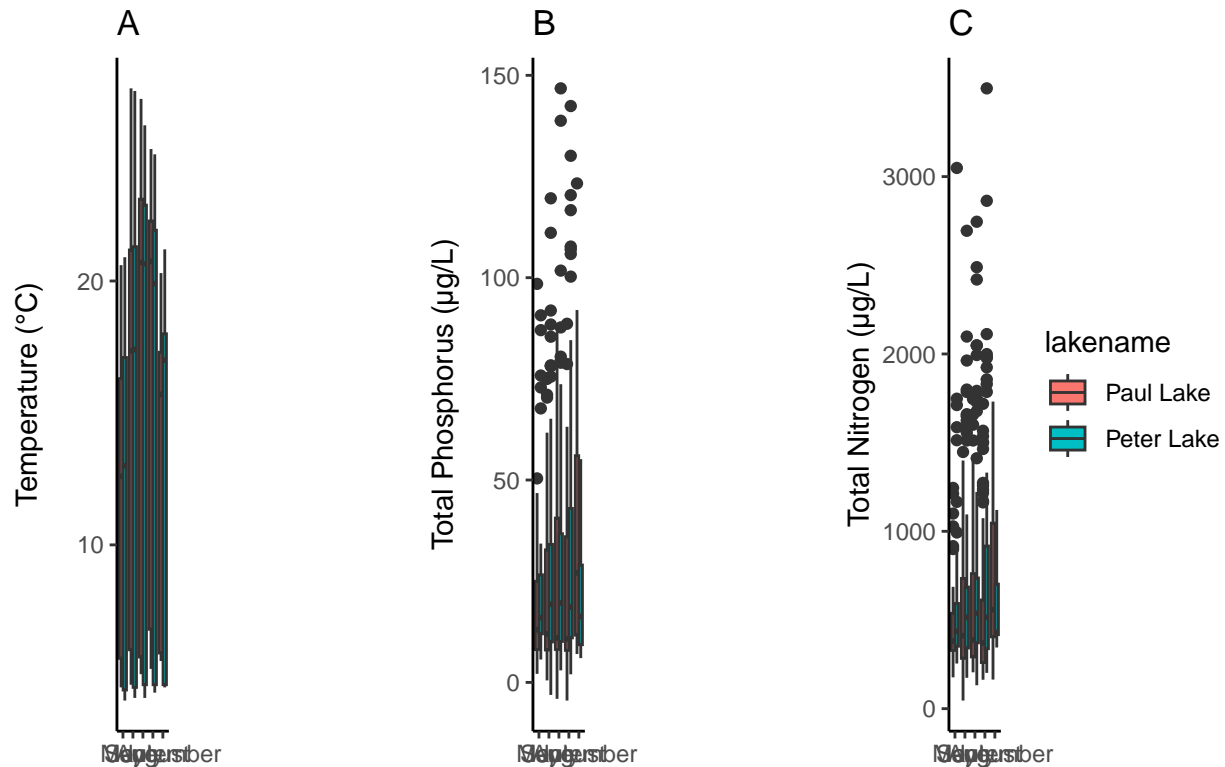 A
B
C
Temperature (°C)
20
10
Total Phosphorus (µg/L)
150
100
50
0
Total Nitrogen (µg/L)
3000
2000
1000
0
lakename
Paul Lake
Peter Lake